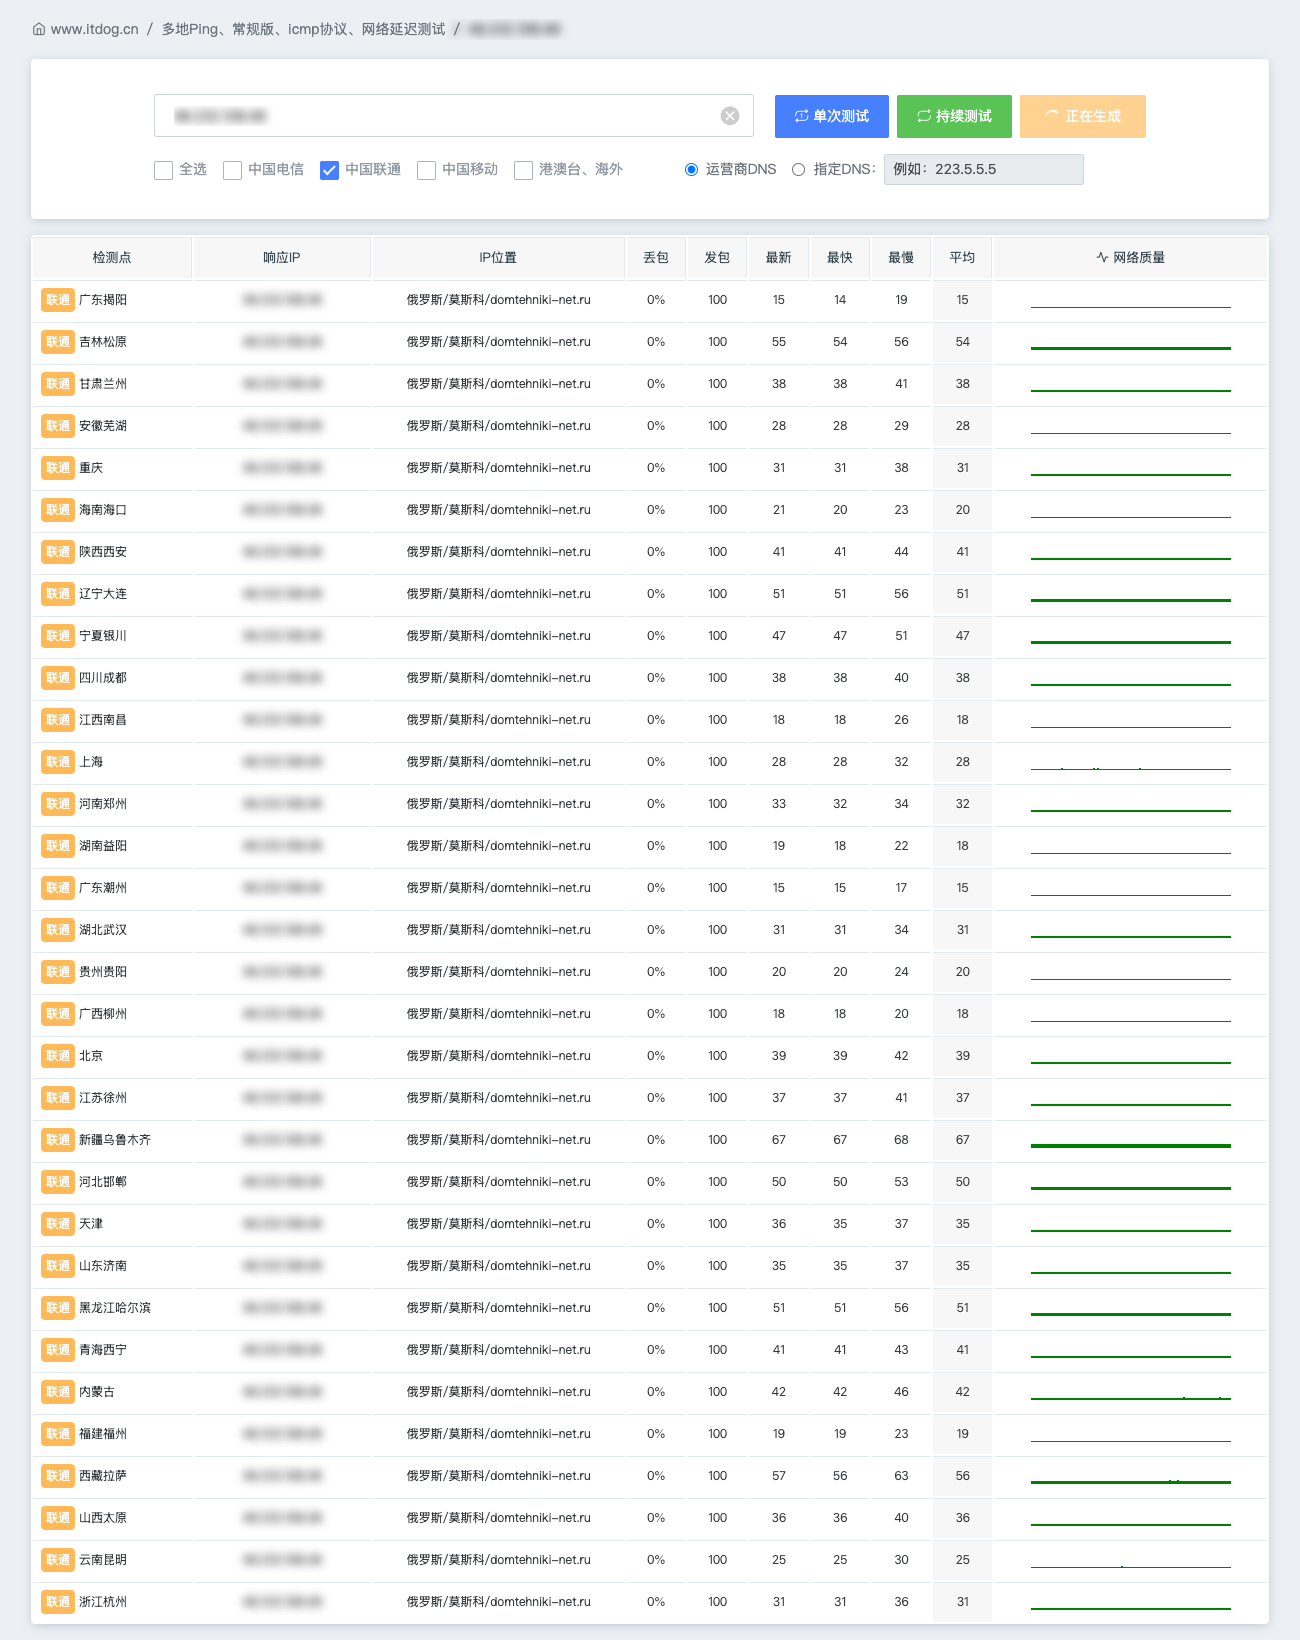 www.itdog.cn / 多地Ping、常规版、icmp协议、网络延迟测试 /
单次测试 持续测试 正在生成
全选 中国电信 中国联通 中国移动 港澳台、海外 运营商DNS 指定DNS： 例如：223.5.5.5
检测点 响应IP IP位置 丢包 发包 最新 最快 最慢 平均 网络质量
联通 广东揭阳 俄罗斯/莫斯科/domtehniki-net.ru 0% 100 15 14 19 15
联通 吉林松原 俄罗斯/莫斯科/domtehniki-net.ru 0% 100 55 54 56 54
联通 甘肃兰州 俄罗斯/莫斯科/domtehniki-net.ru 0% 100 38 38 41 38
联通 安徽芜湖 俄罗斯/莫斯科/domtehniki-net.ru 0% 100 28 28 29 28
联通 重庆 俄罗斯/莫斯科/domtehniki-net.ru 0% 100 31 31 38 31
联通 海南海口 俄罗斯/莫斯科/domtehniki-net.ru 0% 100 21 20 23 20
联通 陕西西安 俄罗斯/莫斯科/domtehniki-net.ru 0% 100 41 41 44 41
联通 辽宁大连 俄罗斯/莫斯科/domtehniki-net.ru 0% 100 51 51 56 51
联通 宁夏银川 俄罗斯/莫斯科/domtehniki-net.ru 0% 100 47 47 51 47
联通 四川成都 俄罗斯/莫斯科/domtehniki-net.ru 0% 100 38 38 40 38
联通 江西南昌 俄罗斯/莫斯科/domtehniki-net.ru 0% 100 18 18 26 18
联通 上海 俄罗斯/莫斯科/domtehniki-net.ru 0% 100 28 28 32 28
联通 河南郑州 俄罗斯/莫斯科/domtehniki-net.ru 0% 100 33 32 34 32
联通 湖南益阳 俄罗斯/莫斯科/domtehniki-net.ru 0% 100 19 18 22 18
联通 广东潮州 俄罗斯/莫斯科/domtehniki-net.ru 0% 100 15 15 17 15
联通 湖北武汉 俄罗斯/莫斯科/domtehniki-net.ru 0% 100 31 31 34 31
联通 贵州贵阳 俄罗斯/莫斯科/domtehniki-net.ru 0% 100 20 20 24 20
联通 广西柳州 俄罗斯/莫斯科/domtehniki-net.ru 0% 100 18 18 20 18
联通 北京 俄罗斯/莫斯科/domtehniki-net.ru 0% 100 39 39 42 39
联通 江苏徐州 俄罗斯/莫斯科/domtehniki-net.ru 0% 100 37 37 41 37
联通 新疆乌鲁木齐 俄罗斯/莫斯科/domtehniki-net.ru 0% 100 67 67 68 67
联通 河北邯郸 俄罗斯/莫斯科/domtehniki-net.ru 0% 100 50 50 53 50
联通 天津 俄罗斯/莫斯科/domtehniki-net.ru 0% 100 36 35 37 35
联通 山东济南 俄罗斯/莫斯科/domtehniki-net.ru 0% 100 35 35 37 35
联通 黑龙江哈尔滨 俄罗斯/莫斯科/domtehniki-net.ru 0% 100 51 51 56 51
联通 青海西宁 俄罗斯/莫斯科/domtehniki-net.ru 0% 100 41 41 43 41
联通 内蒙古 俄罗斯/莫斯科/domtehniki-net.ru 0% 100 42 42 46 42
联通 福建福州 俄罗斯/莫斯科/domtehniki-net.ru 0% 100 19 19 23 19
联通 西藏拉萨 俄罗斯/莫斯科/domtehniki-net.ru 0% 100 57 56 63 56
联通 山西太原 俄罗斯/莫斯科/domtehniki-net.ru 0% 100 36 36 40 36
联通 云南昆明 俄罗斯/莫斯科/domtehniki-net.ru 0% 100 25 25 30 25
联通 浙江杭州 俄罗斯/莫斯科/domtehniki-net.ru 0% 100 31 31 36 31